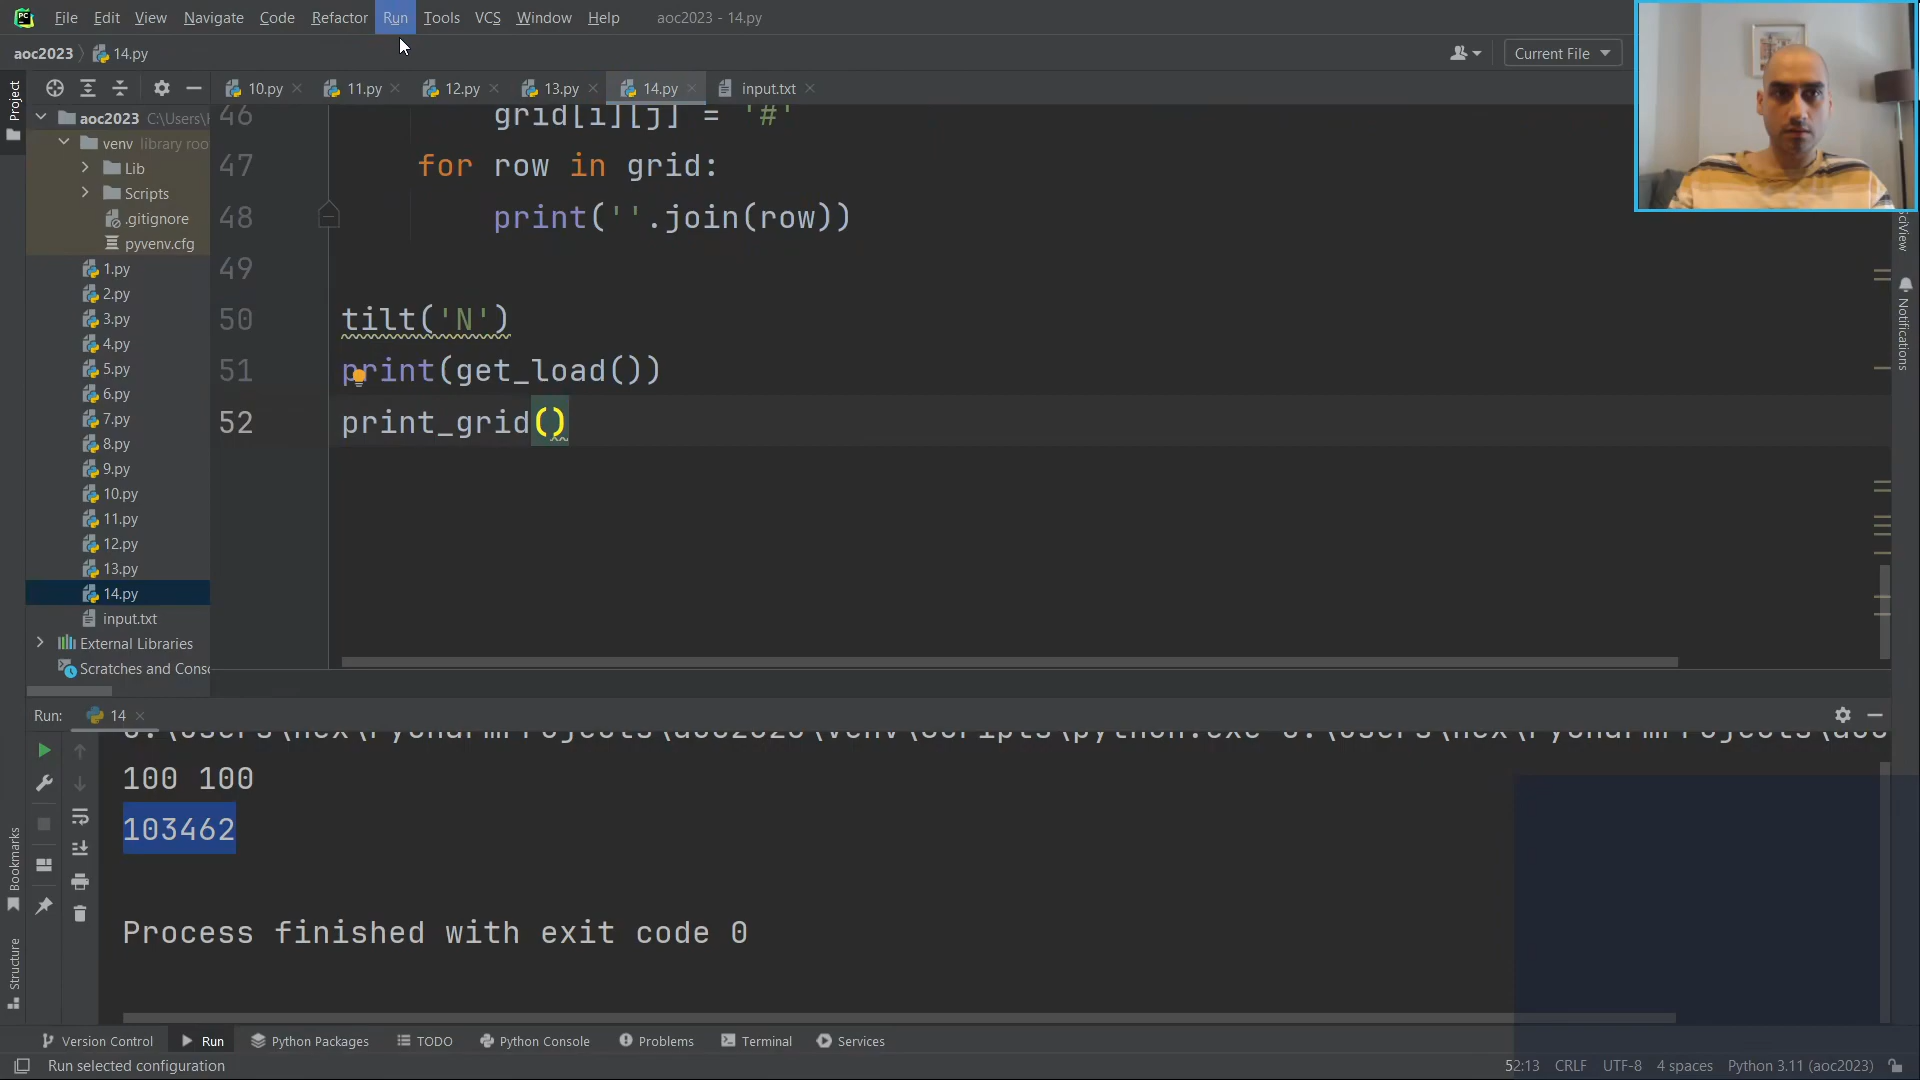 File Edit View Navigate Code Refactor Run Tools VCS Window Help aoc2023 - 14.py
aoc2023 14.py Current File
Project
10.py 11.py 12.py 13.py 14.py input.txt
aoc2023 C:\Users\
venv library roo
Lib
Scripts
.gitignore
pyvenv.cfg
1.py
2.py
3.py
4.py
5.py
6.py
7.py
8.py
9.py
10.py
11.py
12.py
13.py
14.py
input.txt
External Libraries
Scratches and Conso
46 grid[i][j] = '#'
47 for row in grid:
48 print(''.join(row))
49
50 tilt('N')
51 print(get_load())
52 print_grid()
SciView
Notifications
Run: 14
C:\Users\hex\PycharmProjects\aoc2023\venv\Scripts\python.exe C:\Users\hex\PycharmProjects\aoc
100 100
103462
Process finished with exit code 0
Bookmarks
Structure
Version Control Run Python Packages TODO Python Console Problems Terminal Services
Run selected configuration 52:13 CRLF UTF-8 4 spaces Python 3.11 (aoc2023)